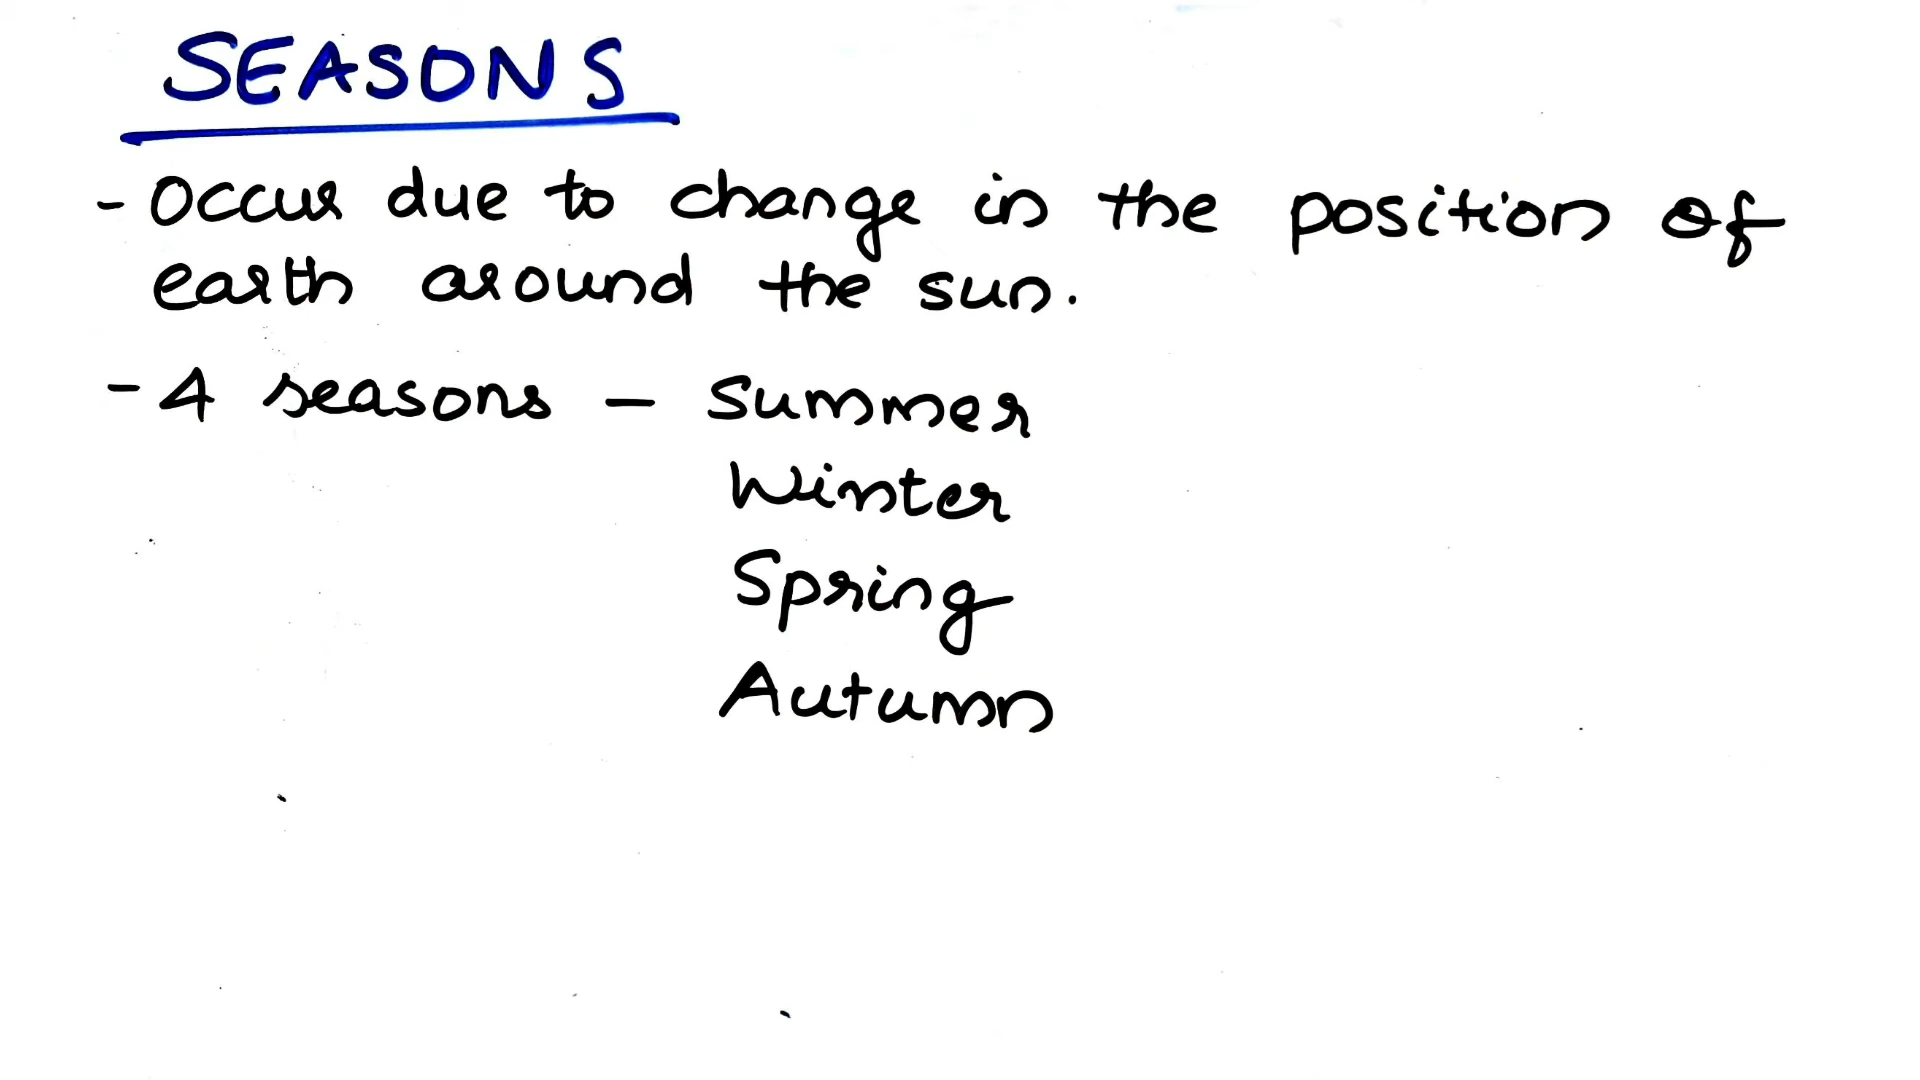 SEASONS
- Occur due to change in the position of
earth around the sun.
- 4 seasons - Summer
Winter
Spring
Autumn